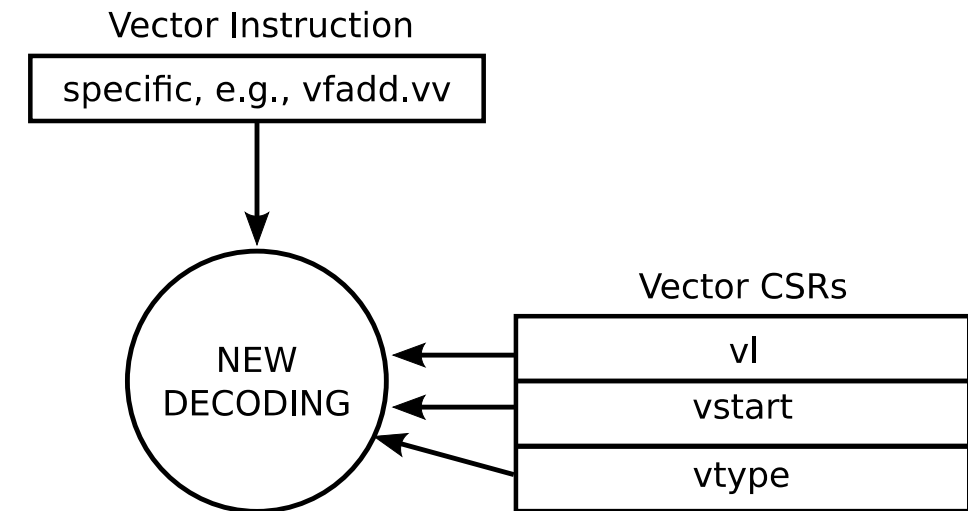 Vector Instruction
specific, e.g., vfadd.vv
Vector CSRs
vl
NEW
DECODING
vstart
vtype